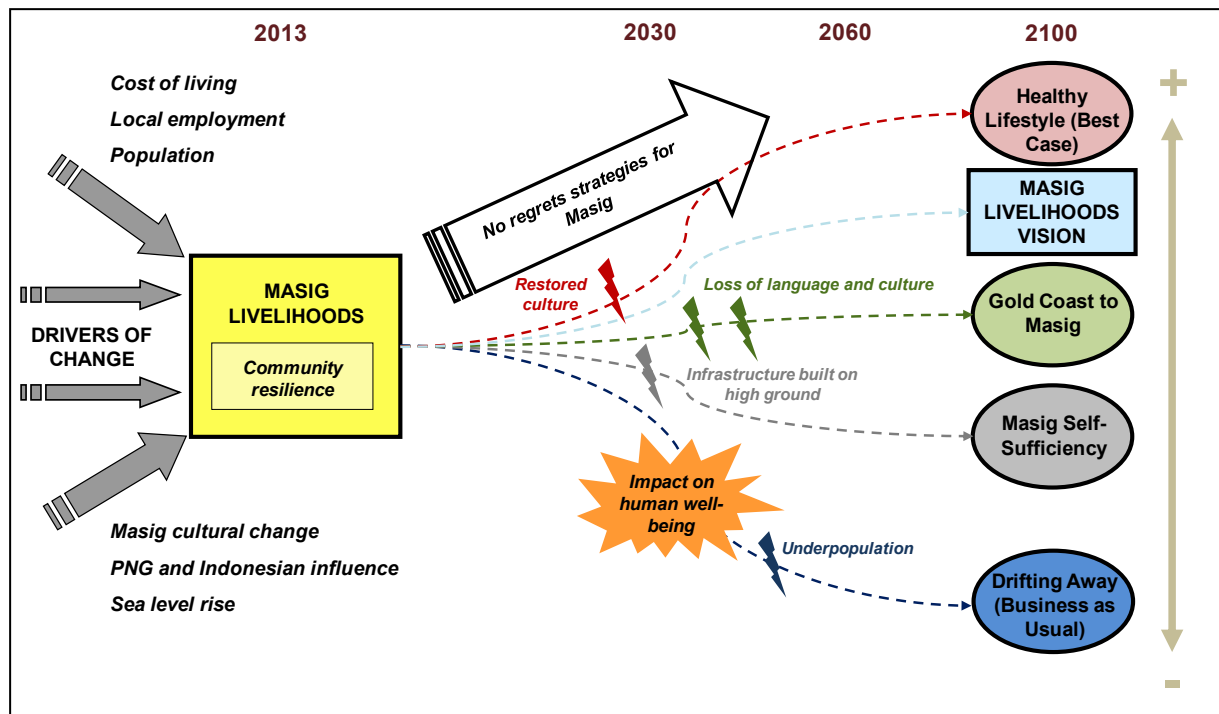 2013
2030
2060
2100
Cost of living
Local employment
Population
DRIVERS OF
CHANGE
Masig cultural change
PNG and Indonesian influence
Sea level rise
MASIG
LIVELIHOODS
Community
resilience
No regrets strategies for
Masig
Restored
culture
Loss of language and culture
Infrastructure built on
high ground
Impact on
human well-
being
Underpopulation
+
Healthy
Lifestyle (Best
Case)
MASIG
LIVELIHOODS
VISION
Gold Coast to
Masig
Masig Self-
Sufficiency
Drifting Away
(Business as
Usual)
-